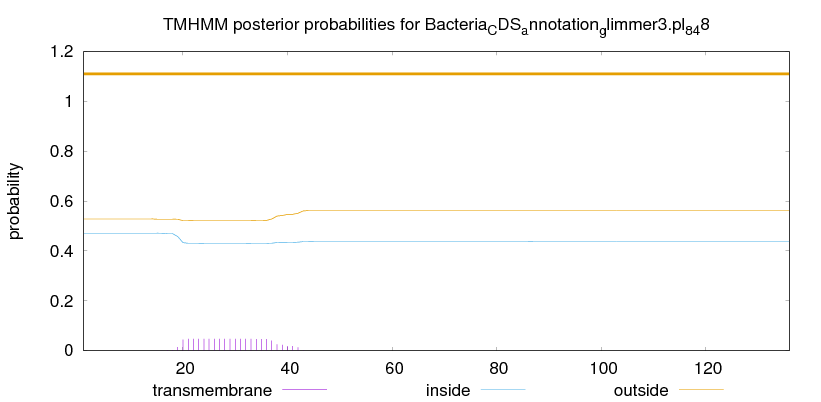 TMHMM posterior probabilities for Bacteria_CDS_annotation_glimmer3.pl_848
1.2
1
0.8
0.6
0.4
0.2
0
probability
20 40 60 80 100 120
transmembrane inside outside